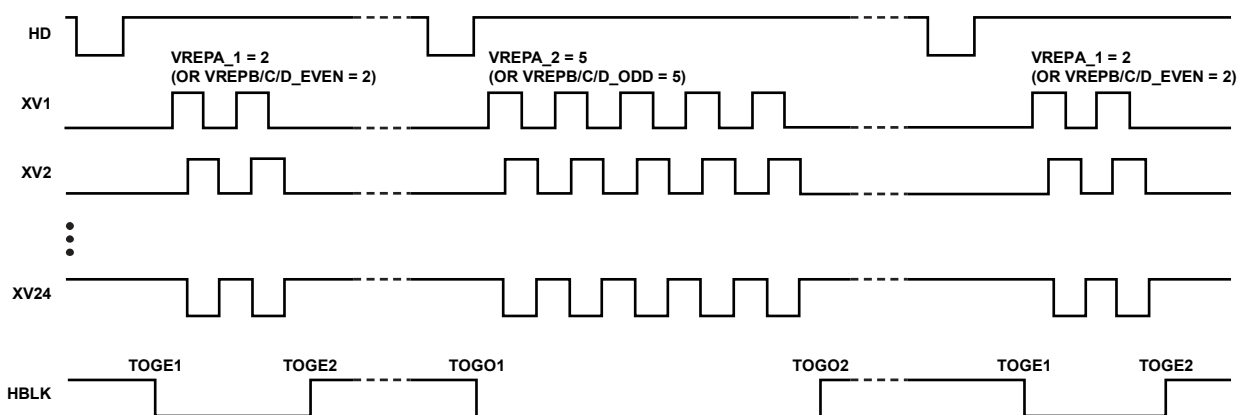 HD
VREPA_1 = 2
(OR VREPB/C/D_EVEN = 2)
VREPA_2 = 5
(OR VREPB/C/D_ODD = 5)
VREPA_1 = 2
(OR VREPB/C/D_EVEN = 2)
XV1
XV2
XV24
TOGE1
TOGE2
TOGO1
TOGO2
TOGE1
TOGE2
HBLK